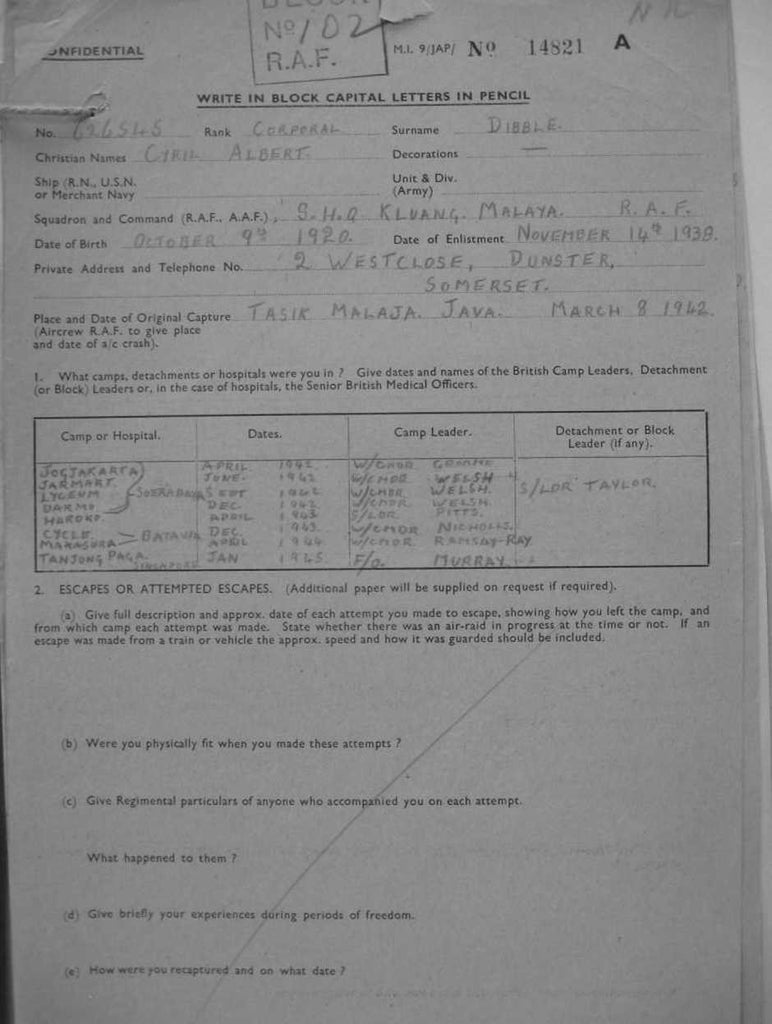 No 102
R.A.F.
CONFIDENTIAL
M.I. 9/JAP/ No 14821 A
WRITE IN BLOCK CAPITAL LETTERS IN PENCIL
No. 626545 Rank CORPORAL Surname DIBBLE.
Christian Names CYRIL ALBERT. Decorations —
Ship (R.N., U.S.N. or Merchant Navy
Unit & Div. (Army)
Squadron and Command (R.A.F., A.A.F.) S.H.Q KLUANG. MALAYA. R.A.F.
Date of Birth OCTOBER 9th 1920. Date of Enlistment NOVEMBER 14th 1938.
Private Address and Telephone No. 2 WESTCLOSE, DUNSTER,
SOMERSET.
Place and Date of Original Capture TASIK MALAJA. JAVA. MARCH 8 1942.
(Aircrew R.A.F. to give place
and date of a/c crash).
1. What camps, detachments or hospitals were you in ? Give dates and names of the British Camp Leaders, Detachment
(or Block) Leaders or, in the case of hospitals, the Senior British Medical Officers.
Camp or Hospital. Dates. Camp Leader. Detachment or Block Leader (if any).
JOGJAKARTA APRIL 1942 W/CMDR
JARMART. JUNE. 1942 W/CMDR WELSH
LYCEUM SOERABAJA SEPT 1942 W/CMDR WELSH. S/LDR TAYLOR.
DARMO DEC. 1942 W/CMDR WELSH.
HAROKO. APRIL 1943. S/LDR. PITTS.
CYCLE BATAVIA DEC 1943. W/CMDR NICHOLLS.
MAKASURA APRIL 1944 W/CMDR. RAMSAY-RAY
TANJONG PAGA. SINGAPORE JAN 1945. F/O. MURRAY
2. ESCAPES OR ATTEMPTED ESCAPES. (Additional paper will be supplied on request if required).
(a) Give full description and approx. date of each attempt you made to escape, showing how you left the camp, and
from which camp each attempt was made. State whether there was an air-raid in progress at the time or not. If an
escape was made from a train or vehicle the approx. speed and how it was guarded should be included.
(b) Were you physically fit when you made these attempts ?
(c) Give Regimental particulars of anyone who accompanied you on each attempt.
What happened to them ?
(d) Give briefly your experiences during periods of freedom.
(e) How were you recaptured and on what date ?